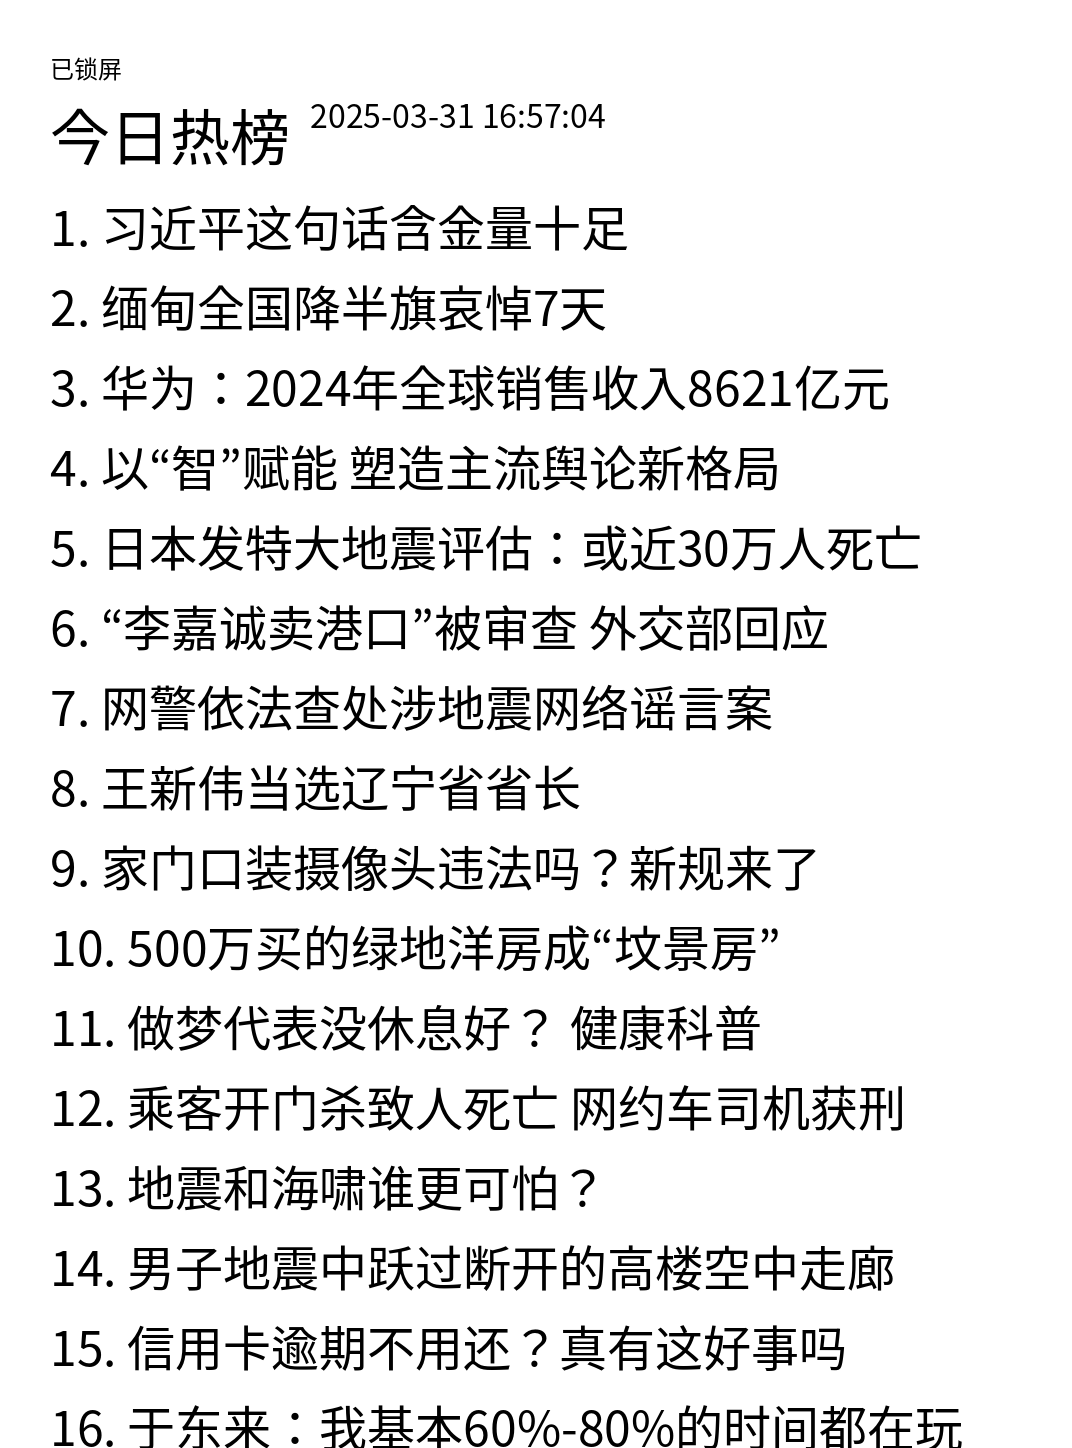 已锁屏
今日热榜 2025-03-31 16:57:04
1. 习近平这句话含金量十足
2. 缅甸全国降半旗哀悼7天
3. 华为：2024年全球销售收入8621亿元
4. 以“智”赋能 塑造主流舆论新格局
5. 日本发特大地震评估：或近30万人死亡
6. “李嘉诚卖港口”被审查 外交部回应
7. 网警依法查处涉地震网络谣言案
8. 王新伟当选辽宁省省长
9. 家门口装摄像头违法吗？新规来了
10. 500万买的绿地洋房成“坟景房”
11. 做梦代表没休息好？ 健康科普
12. 乘客开门杀致人死亡 网约车司机获刑
13. 地震和海啸谁更可怕？
14. 男子地震中跃过断开的高楼空中走廊
15. 信用卡逾期不用还？真有这好事吗
16. 于东来：我基本60%-80%的时间都在玩